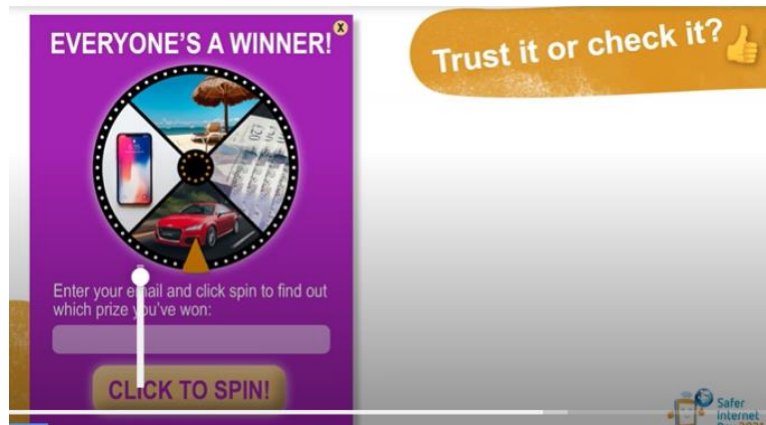 EVERYONE'S A WINNER!
X
Trust it or check it?
£20
Enter your email and click spin to find out
which prize you've won:
CLICK TO SPIN!
Safer
Internet